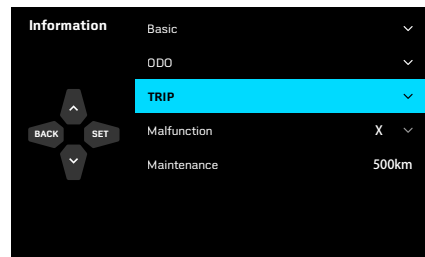 Information
Basic
ODO
TRIP
BACK SET
Malfunction X
Maintenance 500km